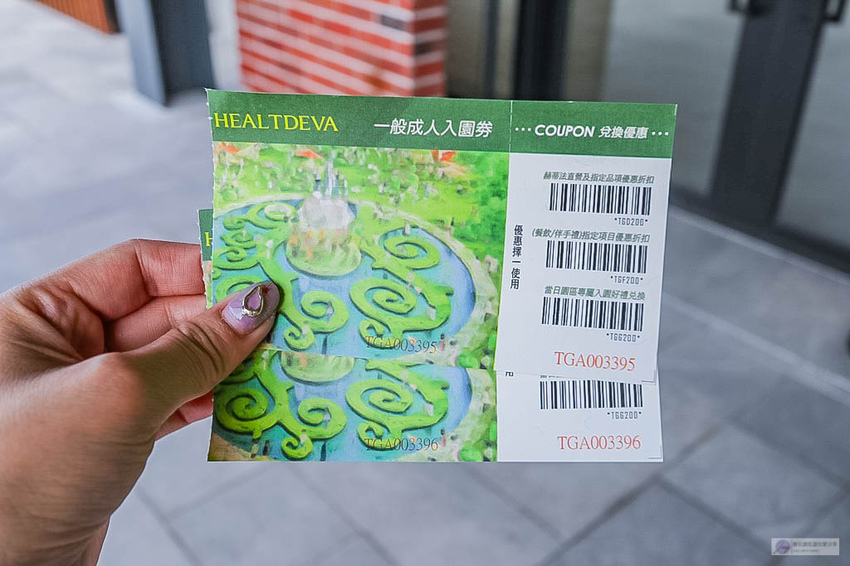 HEALTDEVA
一般成人入園券
··· COUPON 兌換優惠 ···
赫蒂法直營及指定品項優惠折扣
*TGD200*
(餐飲/伴手禮)指定項目優惠折扣
*TGF200*
當日園區專屬入園好禮兌換
*TGG200*
優惠擇一使用
TGA003395
TGA003395
H
用
*TGG200*
TGA003396
TGA003396